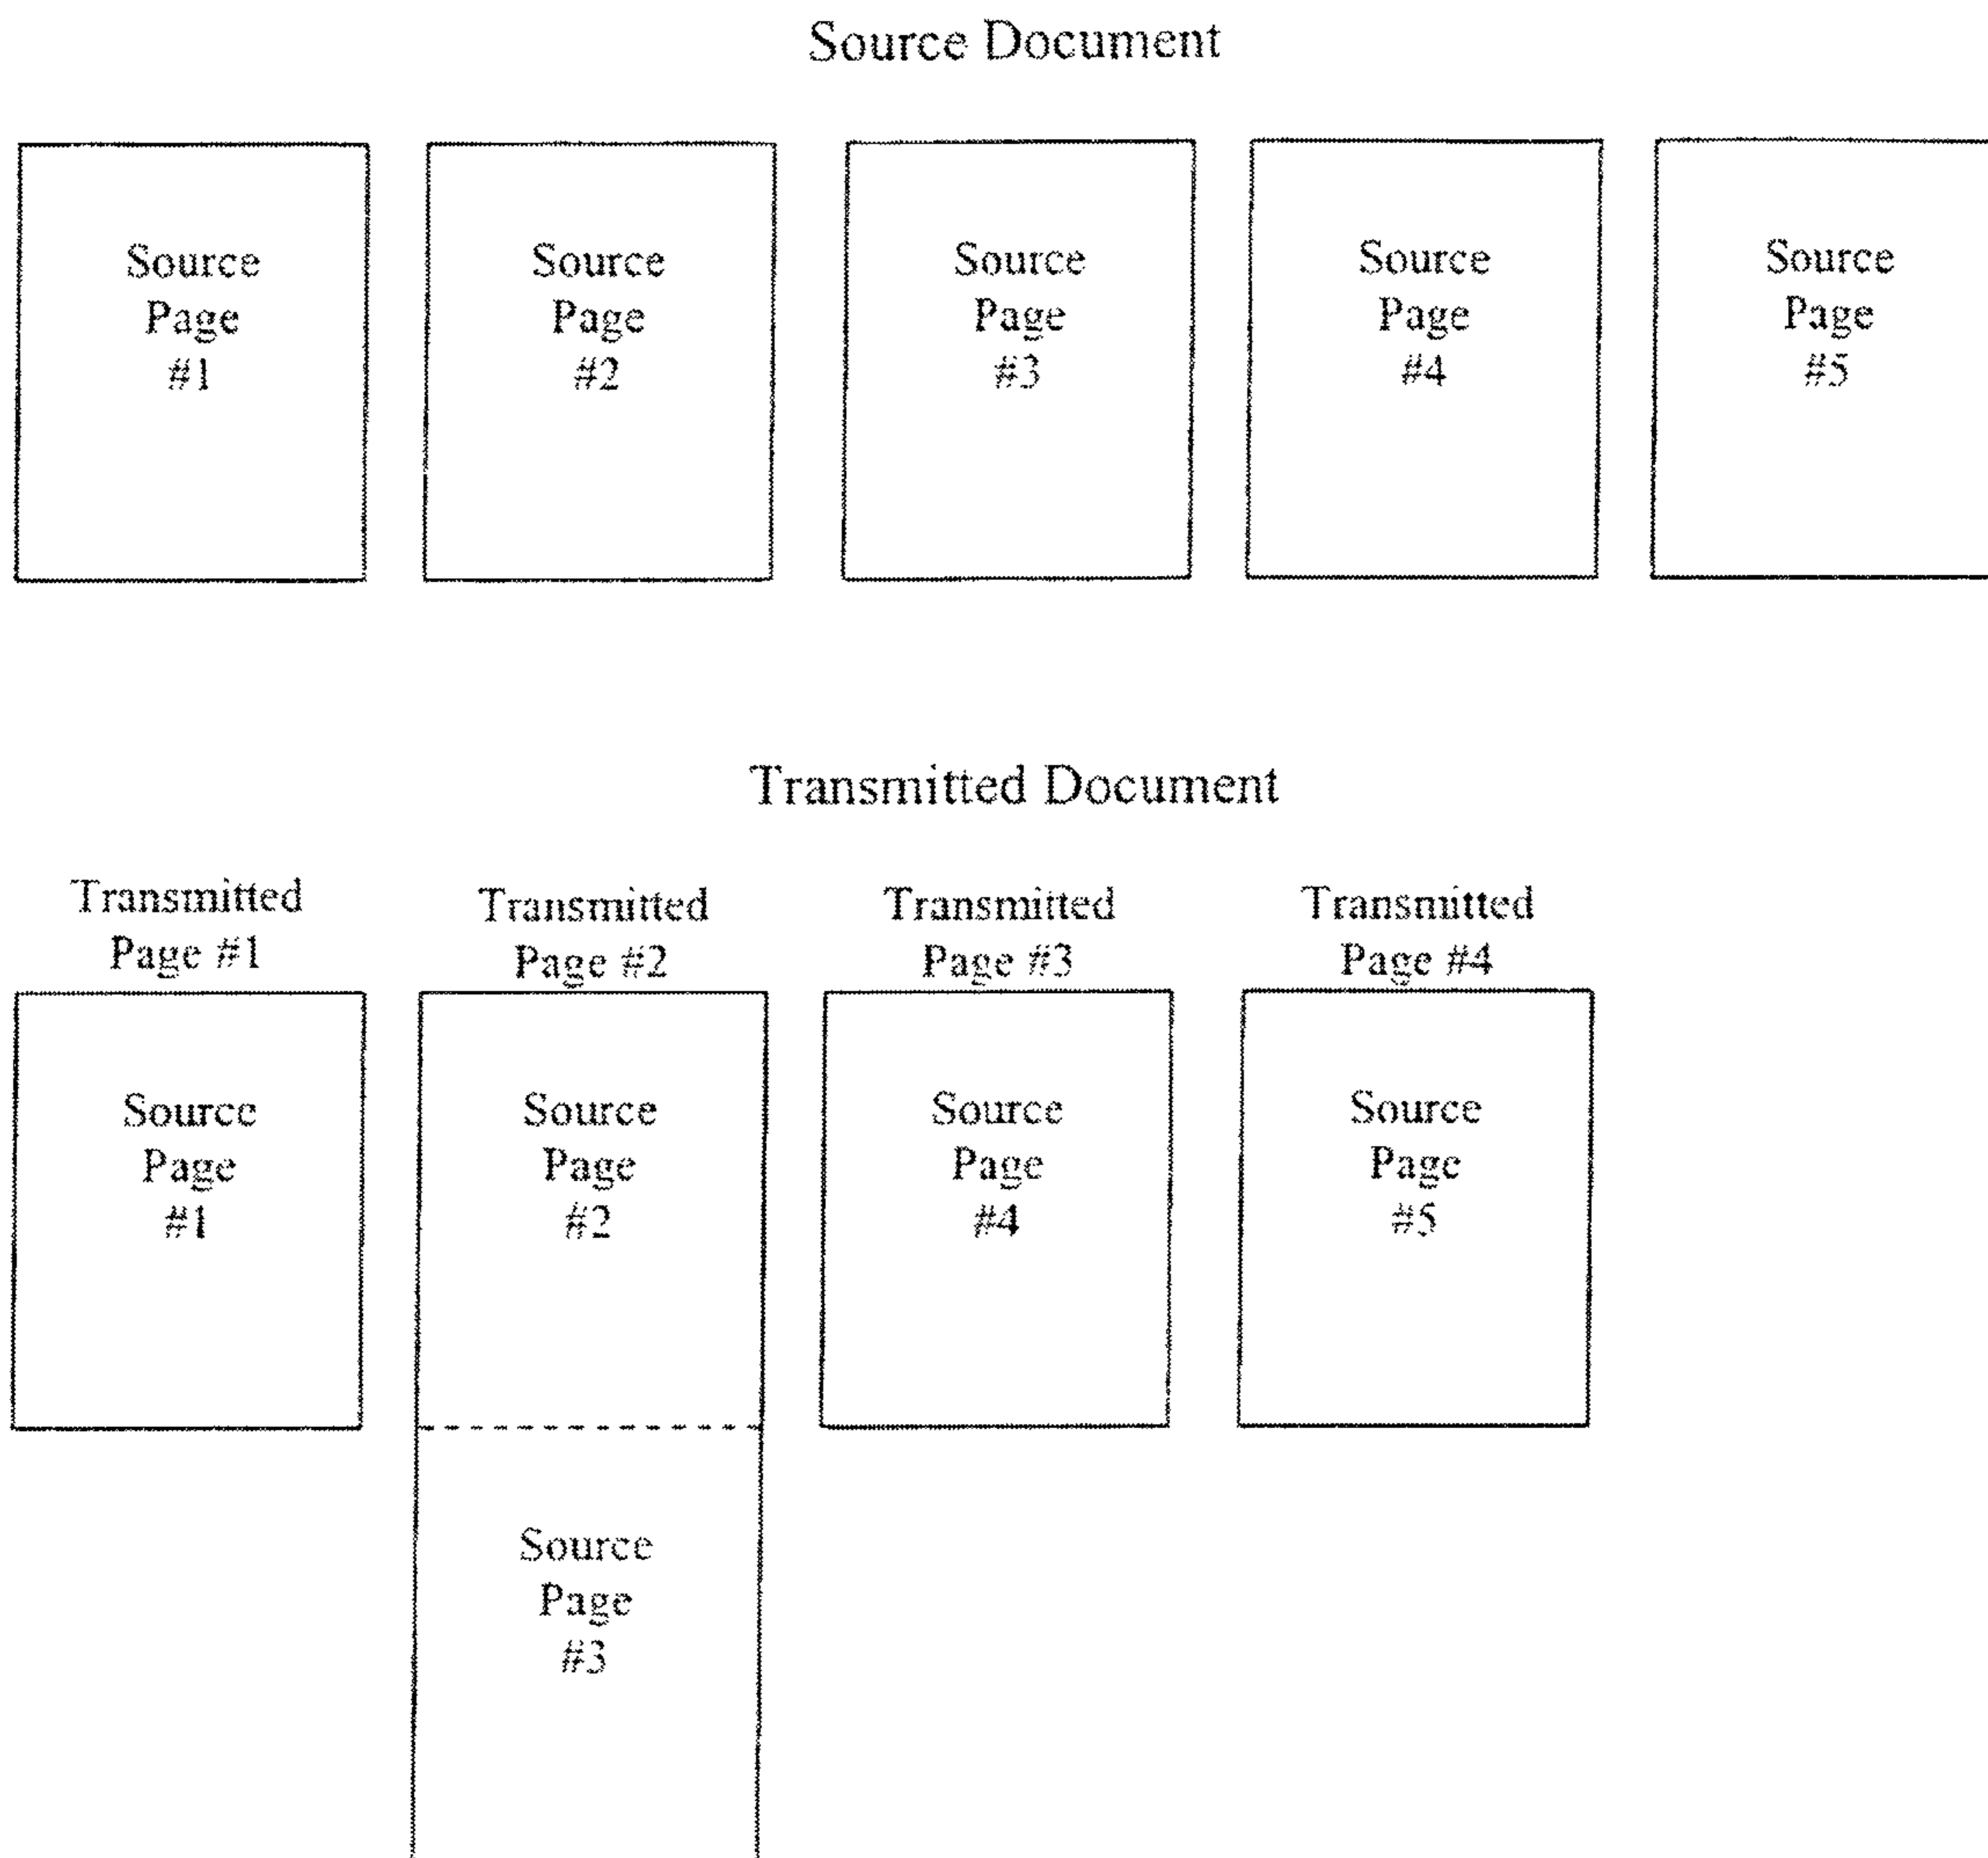 Source Document
Source
Page
#1
Source
Page
#2
Source
Page
#3
Source
Page
#4
Source
Page
#5
Transmitted Document
Transmitted
Page #1
Transmitted
Page #2
Transmitted
Page #3
Transmitted
Page #4
Source
Page
#1
Source
Page
#2
Source
Page
#4
Source
Page
#5
Source
Page
#3